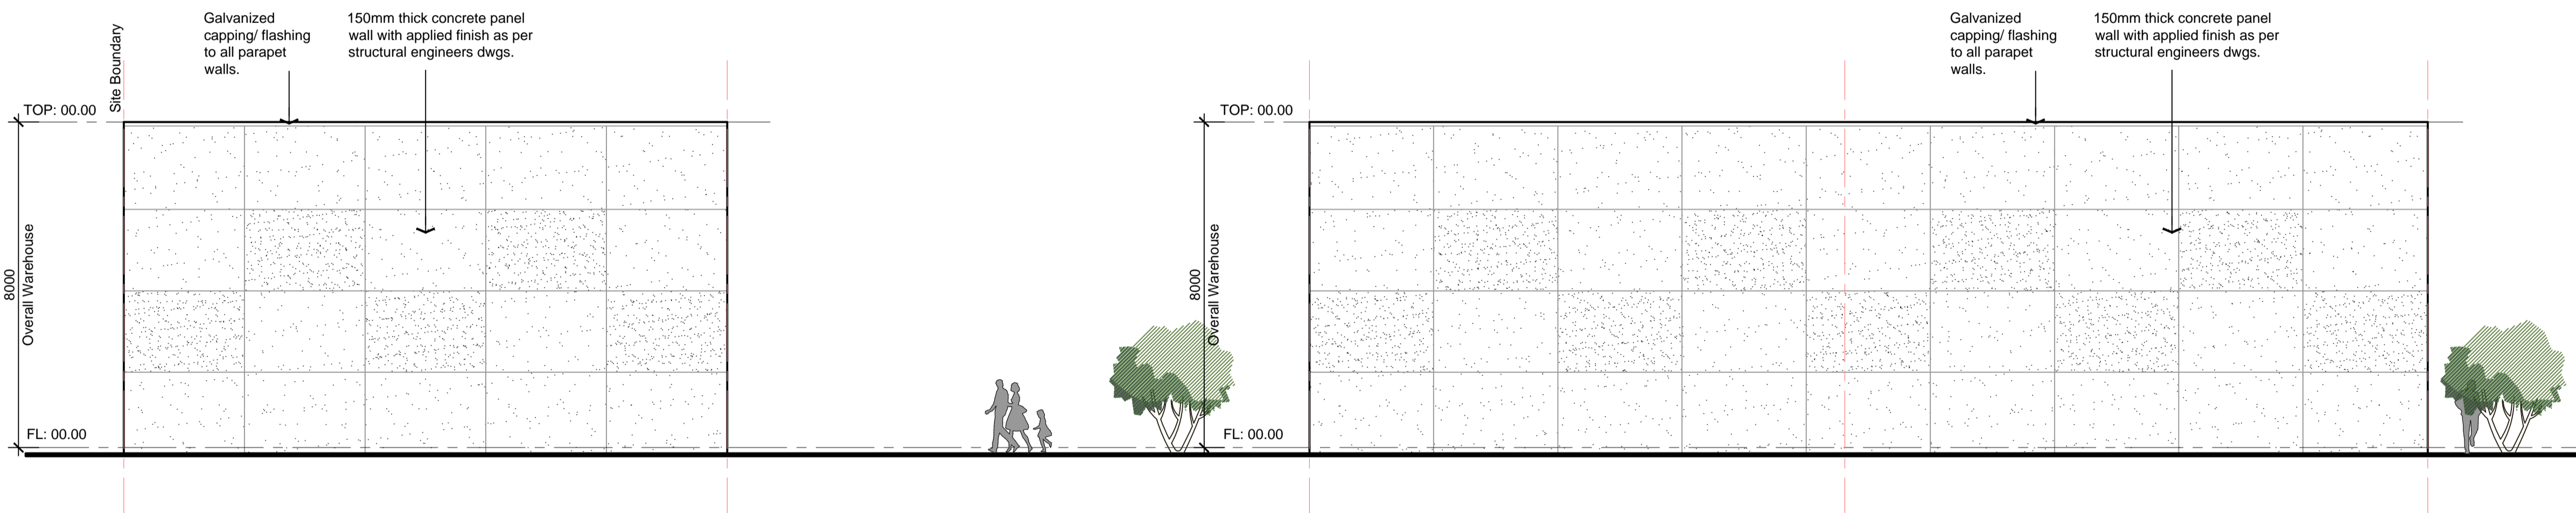 Galvanized
capping/ flashing
to all parapet
walls.
150mm thick concrete panel
wall with applied finish as per
structural engineers dwgs.
Site Boundary
TOP: 00.00
8000
Overall Warehouse
FL: 00.00
Galvanized
capping/ flashing
to all parapet
walls.
150mm thick concrete panel
wall with applied finish as per
structural engineers dwgs.
TOP: 00.00
8000
Overall Warehouse
FL: 00.00